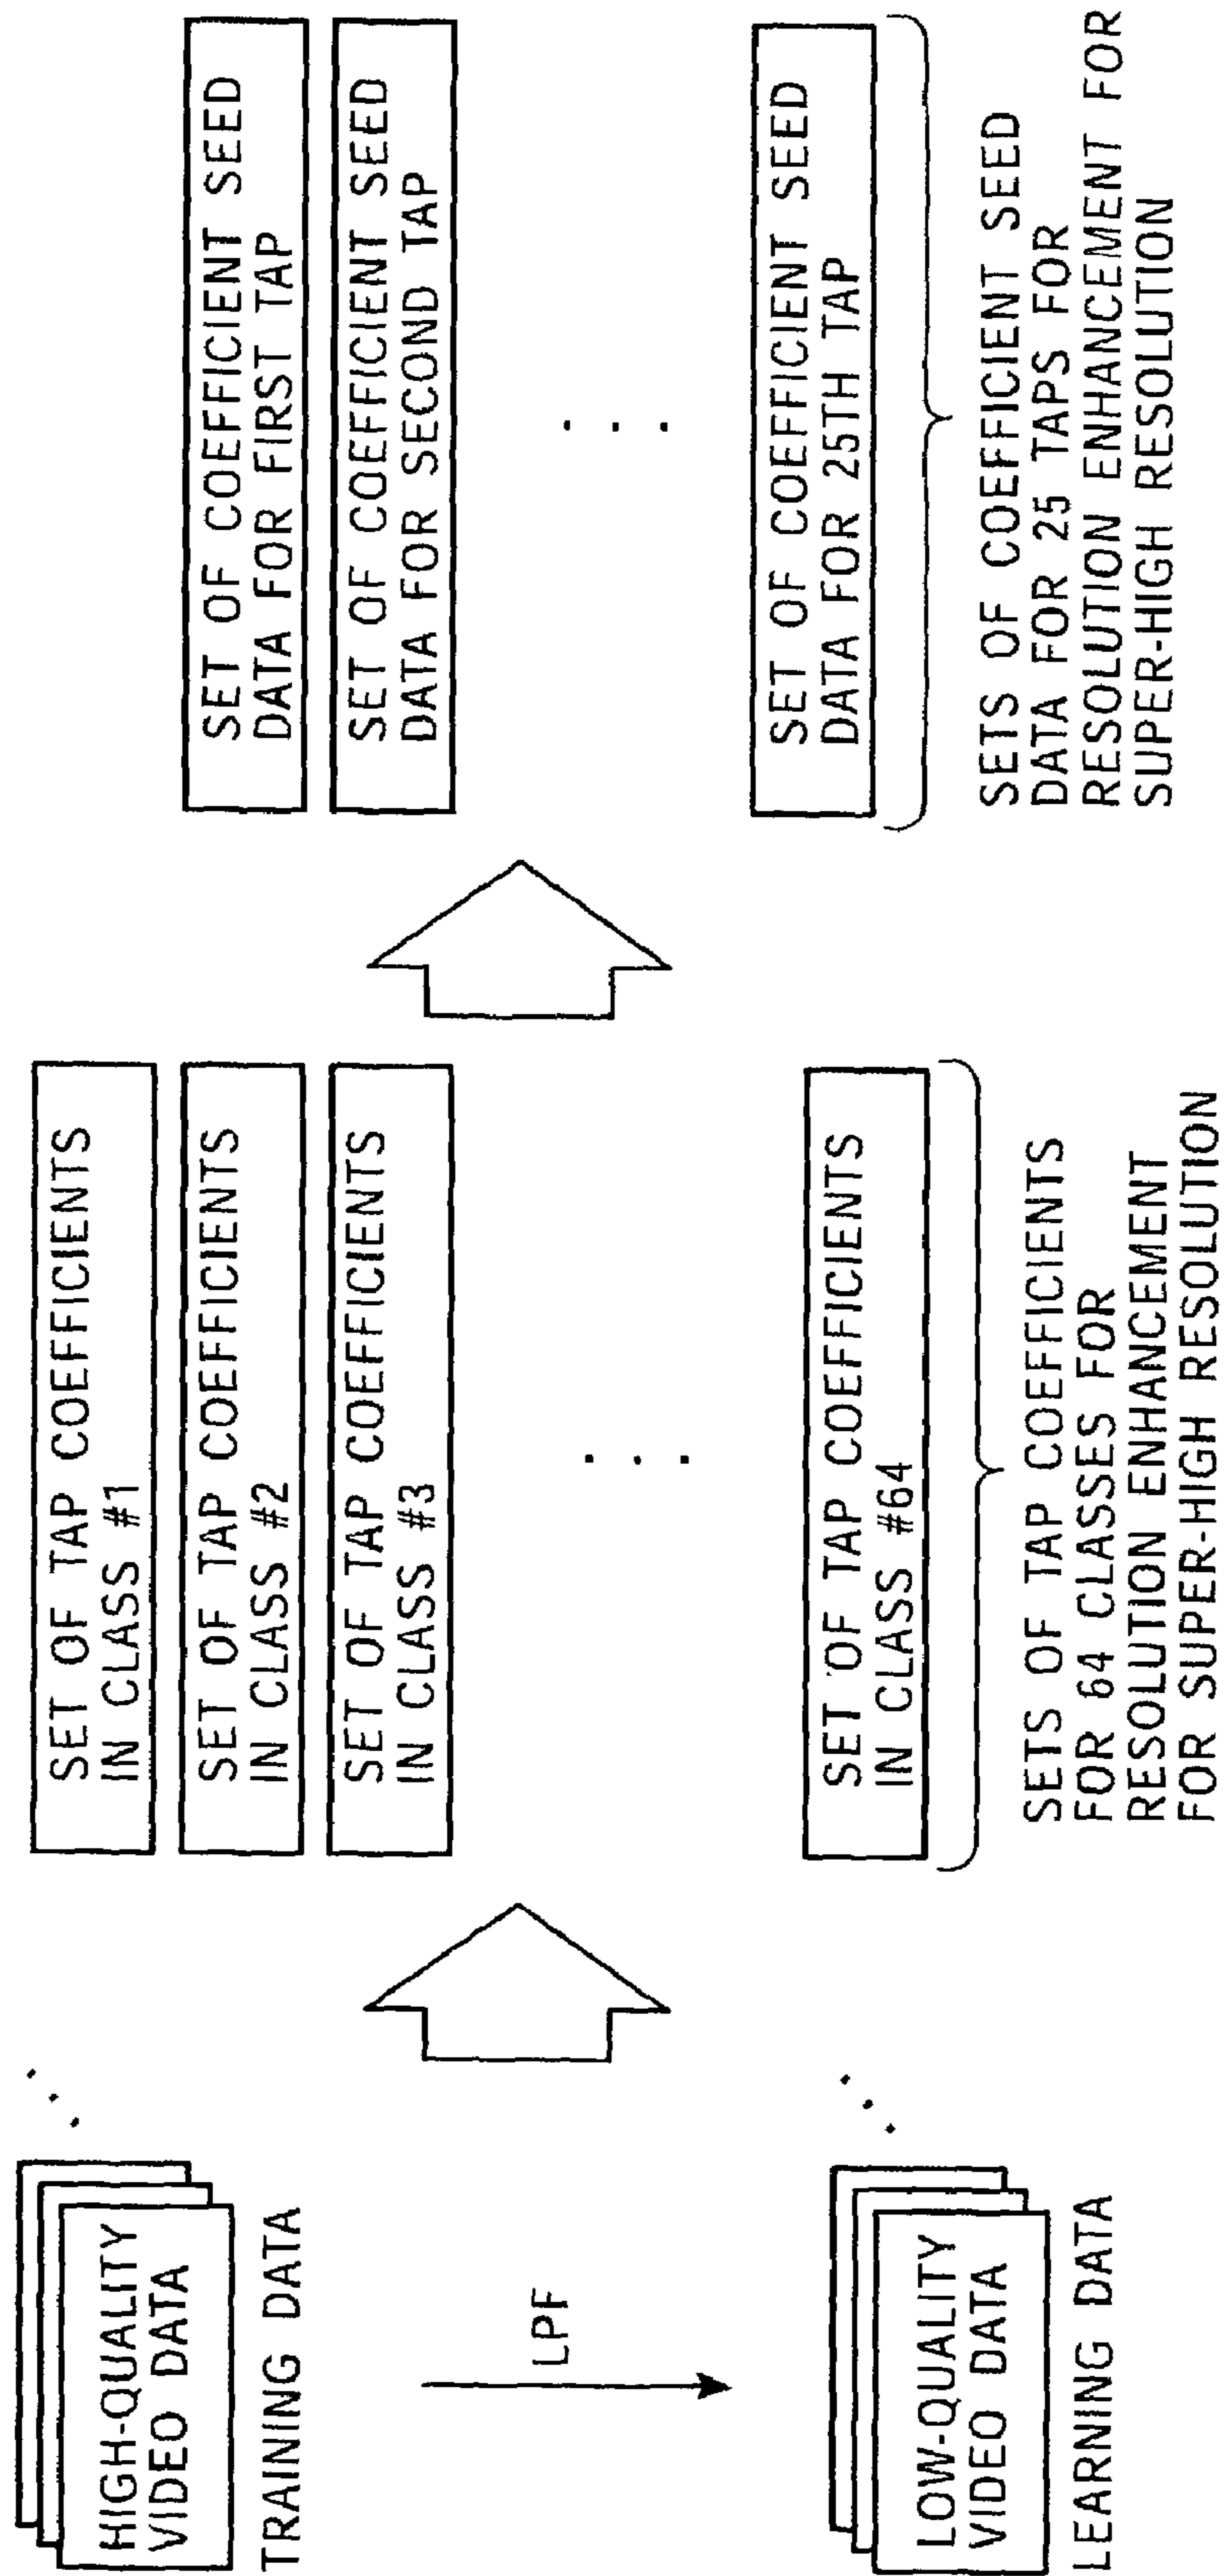 HIGH-QUALITY
VIDEO DATA
TRAINING DATA
LPF
LOW-QUALITY
VIDEO DATA
LEARNING DATA
SET OF TAP COEFFICIENTS
IN CLASS #1
SET OF TAP COEFFICIENTS
IN CLASS #2
SET OF TAP COEFFICIENTS
IN CLASS #3
SET OF TAP COEFFICIENTS
IN CLASS #64
SETS OF TAP COEFFICIENTS
FOR 64 CLASSES FOR
RESOLUTION ENHANCEMENT
FOR SUPER-HIGH RESOLUTION
SET OF COEFFICIENT SEED
DATA FOR FIRST TAP
SET OF COEFFICIENT SEED
DATA FOR SECOND TAP
SET OF COEFFICIENT SEED
DATA FOR 25TH TAP
SETS OF COEFFICIENT SEED
DATA FOR 25 TAPS FOR
RESOLUTION ENHANCEMENT FOR
SUPER-HIGH RESOLUTION